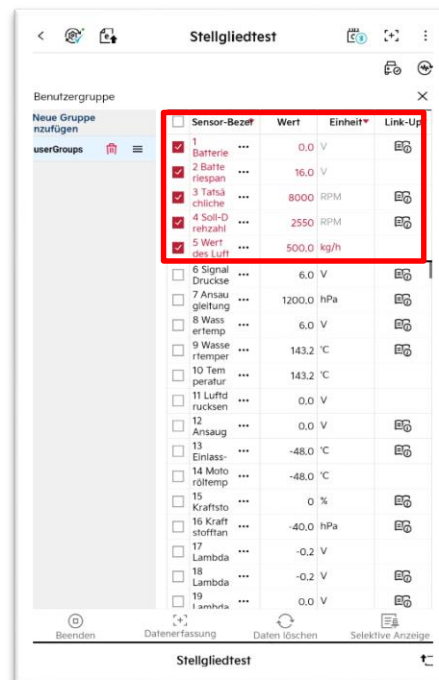 Stellgliedtest
Benutzergruppe
Neue Gruppe
nzufügen
userGroups
Sensor-Bezeł Wert Einheit Link-Up
1
Batterie ... 0.0 V
2 Batte
riespan ... 16.0 V
3 Tatsä
chliche ... 8000 RPM
4 Soll-D
rehzahl ... 2550 RPM
5 Wert
des Luft ... 500.0 kg/h
6 Signal
Druckse ... 6.0 V
7 Ansau
gleitung ... 1200.0 hPa
8 Wass
ertemp ... 6.0 V
9 Wasse
rtemper ... 143.2 ℃
10 Tem
peratur ... 143.2 ℃
11 Luftd
rucksen ... 0.0 V
12
Ansaug ... 0.0 V
13
Einlass- ... -48.0 ℃
14 Moto
röltemp ... -48.0 ℃
15
Kraftsto ... 0 %
16 Kraft
stofftan ... -40.0 hPa
17
Lambda ... -0.2 V
18
Lambda ... -0.2 V
19
Lambda ... 0.0 V
Beenden Datenerfassung Daten löschen Selektive Anzeige
Stellgliedtest